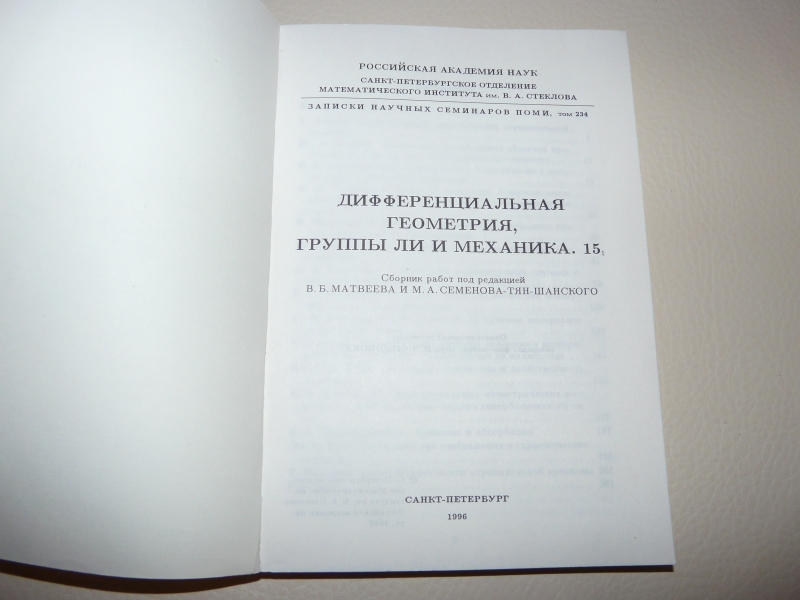 РОССИЙСКАЯ АКАДЕМИЯ НАУК
САНКТ-ПЕТЕРБУРГСКОЕ ОТДЕЛЕНИЕ
МАТЕМАТИЧЕСКОГО ИНСТИТУТА им. В. А. СТЕКЛОВА
ЗАПИСКИ НАУЧНЫХ СЕМИНАРОВ ПОМИ, том 234
ДИФФЕРЕНЦИАЛЬНАЯ
ГЕОМЕТРИЯ,
ГРУППЫ ЛИ И МЕХАНИКА. 15
Сборник работ под редакцией
В. Б. МАТВЕЕВА И М. А. СЕМЕНОВА-ТЯН-ШАНСКОГО
САНКТ-ПЕТЕРБУРГ
1996